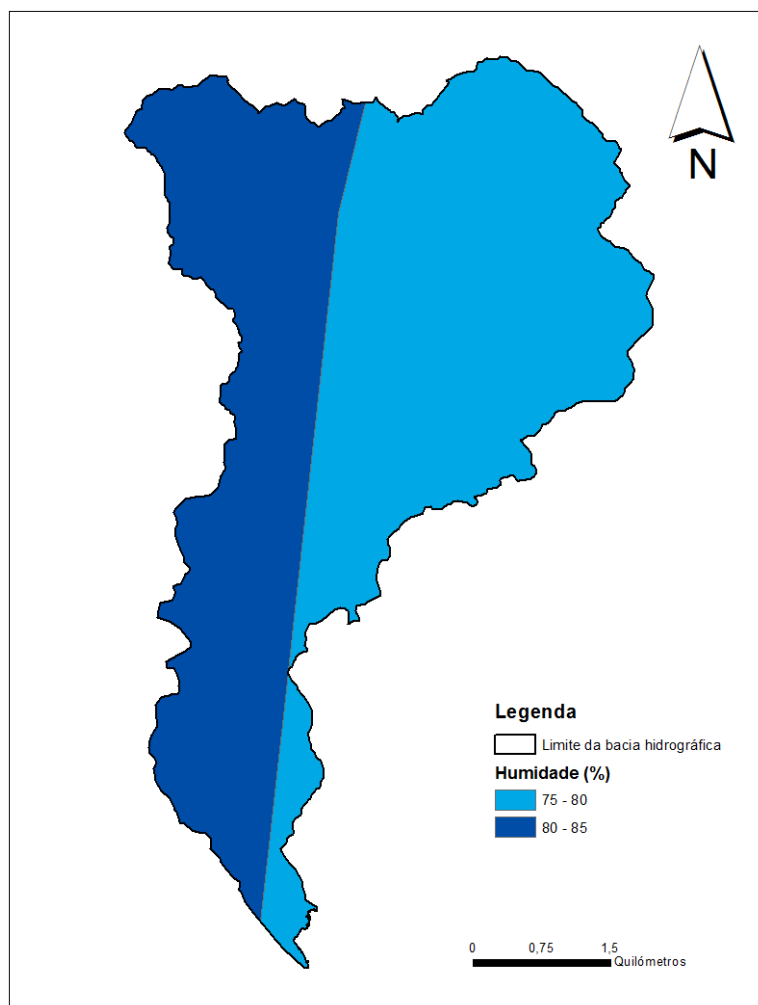 N
Legenda
Limite da bacia hidrográfica
Humidade (%)
75 - 80
80 - 85
0 0,75 1,5
Quilómetros